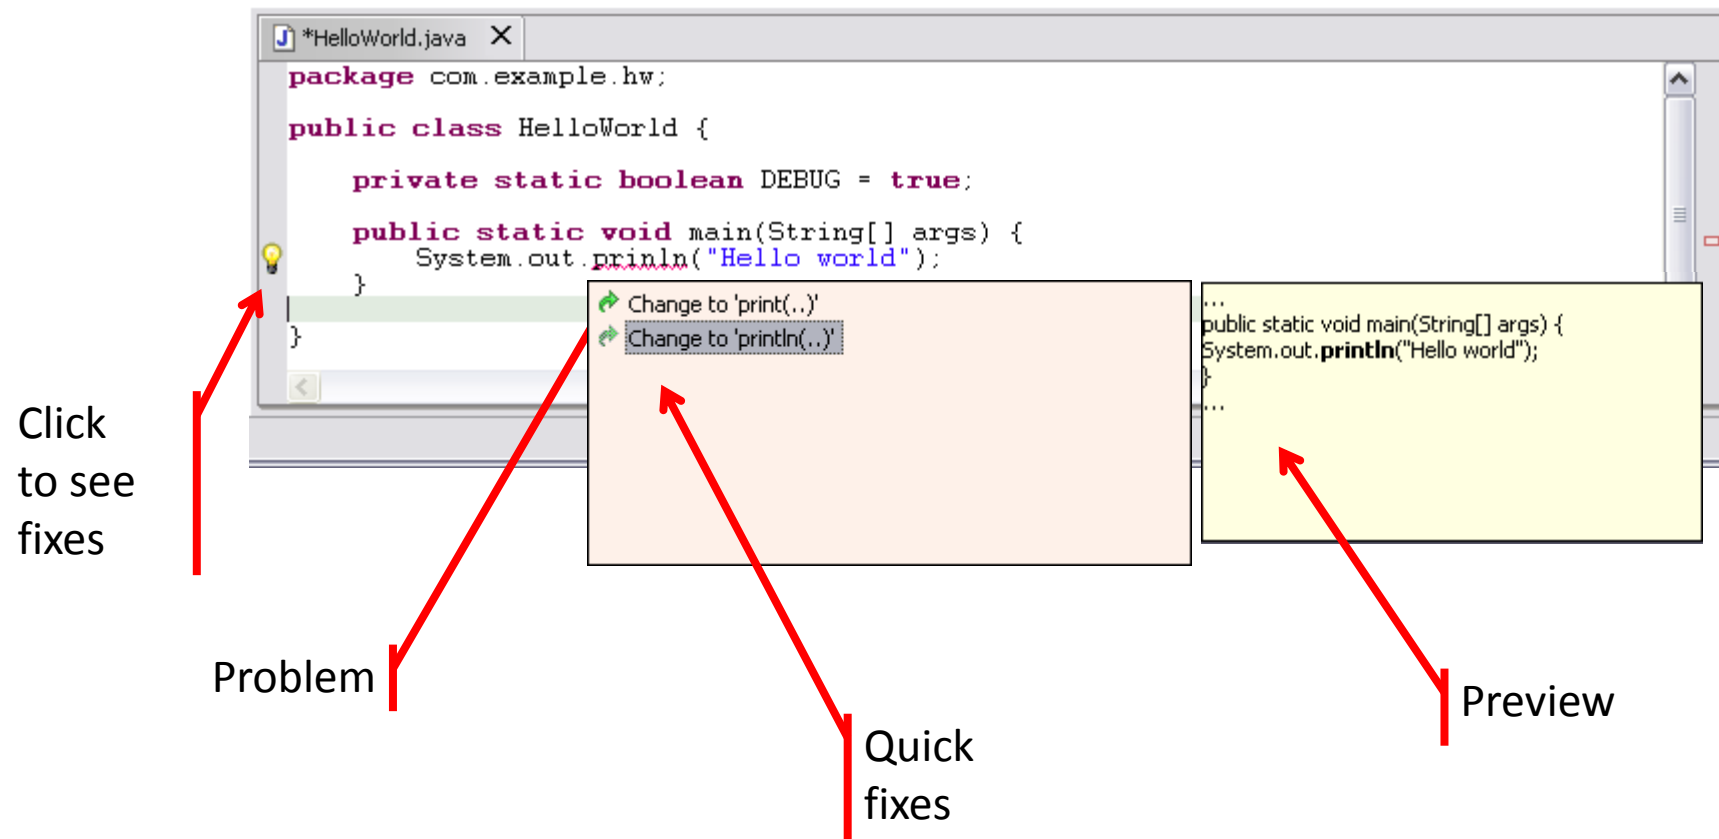 *HelloWorld.java
package com.example.hw;
public class HelloWorld {
private static boolean DEBUG = true;
public static void main(String[] args) {
System.out.prinln("Hello world");
}
}
Change to 'print(..)'
Change to 'println(..)'
...
public static void main(String[] args) {
System.out.println("Hello world");
}
...
Click
to see
fixes
Problem
Quick
fixes
Preview